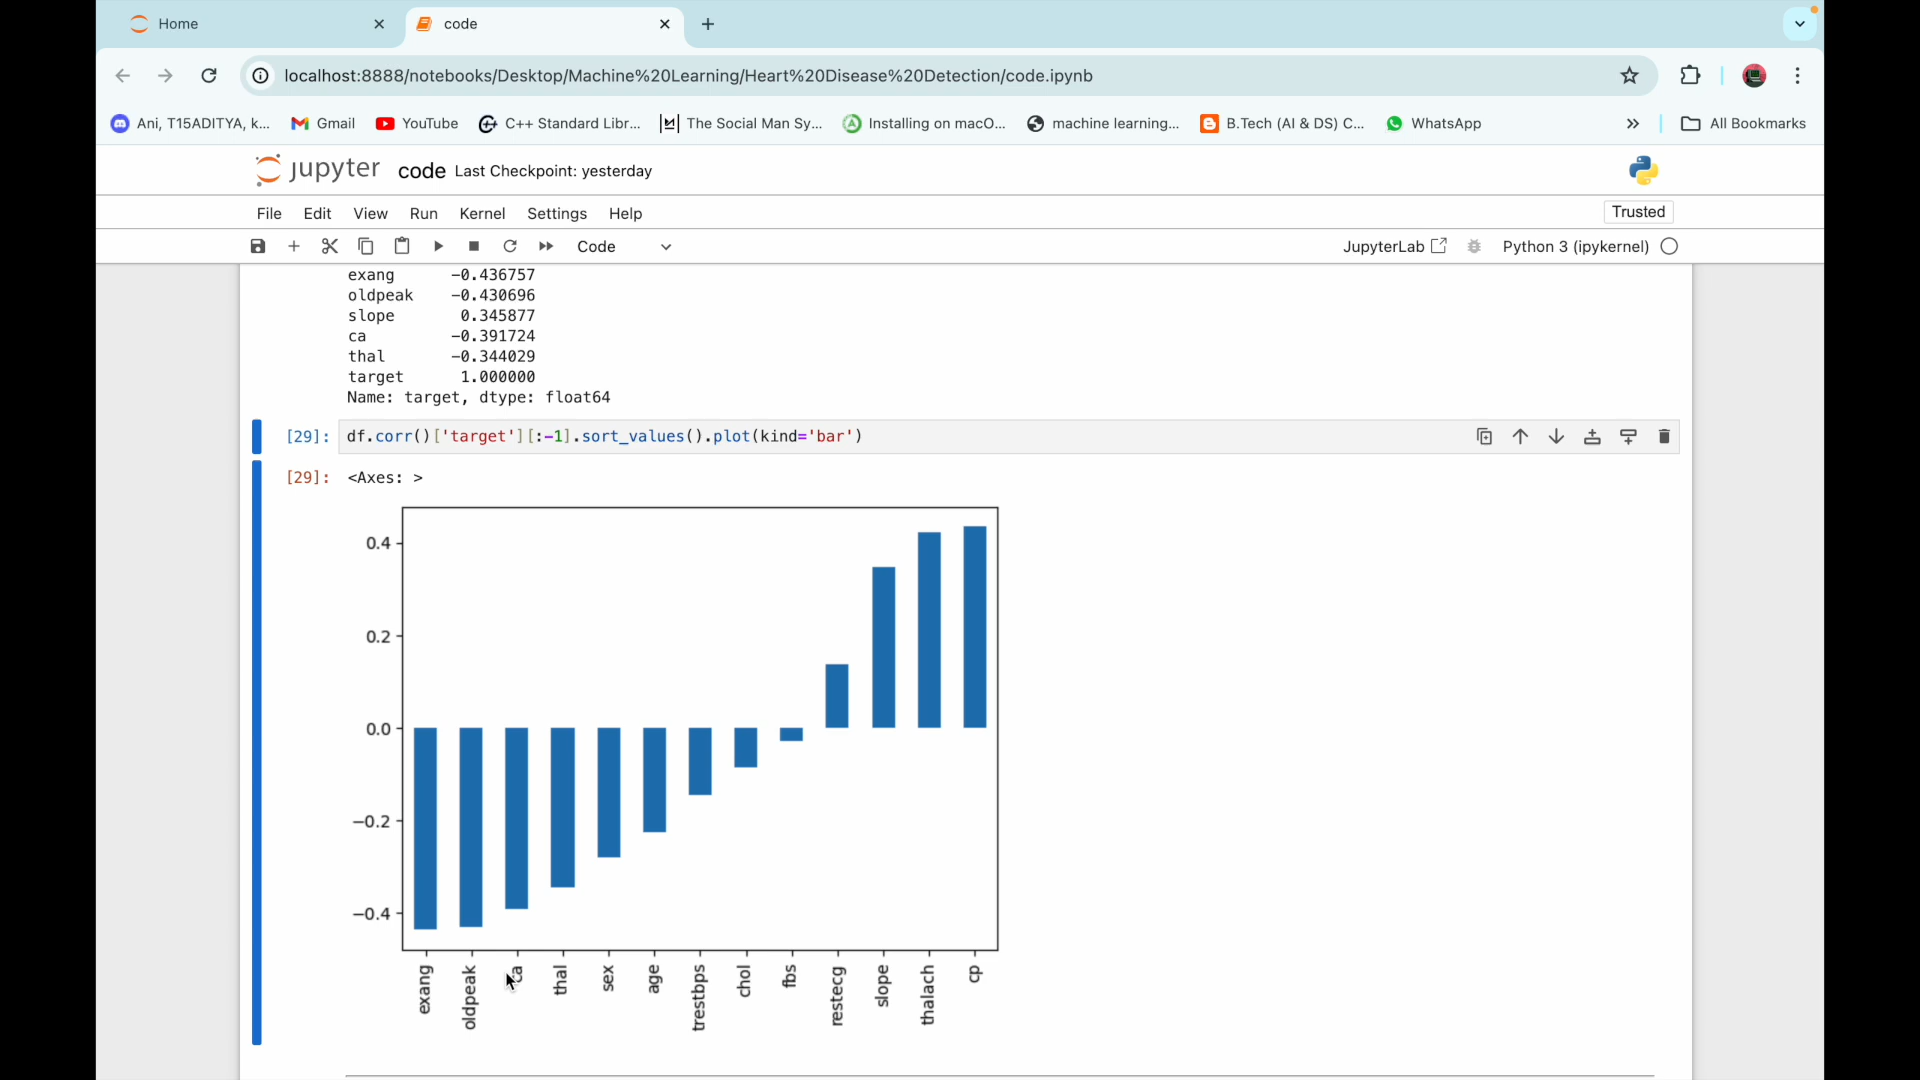 Home
code
localhost:8888/notebooks/Desktop/Machine%20Learning/Heart%20Disease%20Detection/code.ipynb
Ani, T15ADITYA, k... Gmail YouTube C++ Standard Libr... The Social Man Sy... Installing on macO... machine learning... B.Tech (AI & DS) C... WhatsApp All Bookmarks
jupyter code Last Checkpoint: yesterday
File Edit View Run Kernel Settings Help Trusted
Code JupyterLab Python 3 (ipykernel)
exang -0.436757
oldpeak -0.430696
slope 0.345877
ca -0.391724
thal -0.344029
target 1.000000
Name: target, dtype: float64
[29]: df.corr()['target'][:-1].sort_values().plot(kind='bar')
[29]: <Axes: >
0.4
0.2
0.0
−0.2
−0.4
exang oldpeak ca thal sex age trestbps chol fbs restecg slope thalach cp